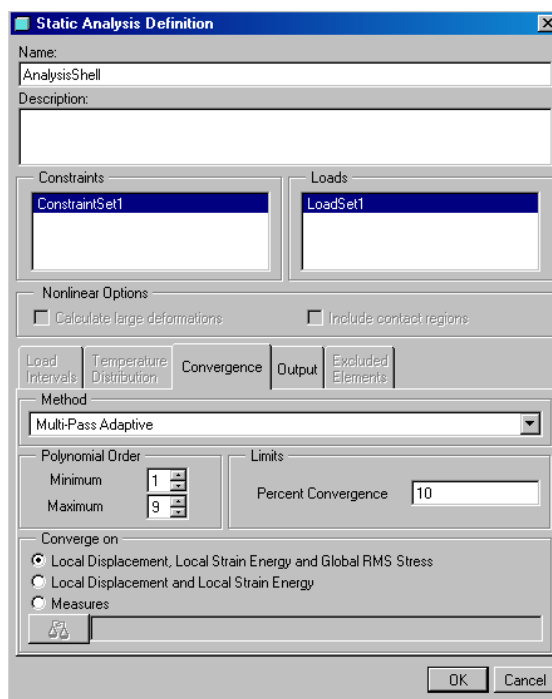 Static Analysis Definition
Name:
AnalysisShell
Description:
Constraints
Loads
ConstraintSet1
LoadSet1
Nonlinear Options
Calculate large deformations
Include contact regions
Load Intervals
Temperature Distribution
Convergence
Output
Excluded Elements
Method
Multi-Pass Adaptive
Polynomial Order
Limits
Minimum 1
Maximum 9
Percent Convergence 10
Converge on
Local Displacement, Local Strain Energy and Global RMS Stress
Local Displacement and Local Strain Energy
Measures
OK
Cancel